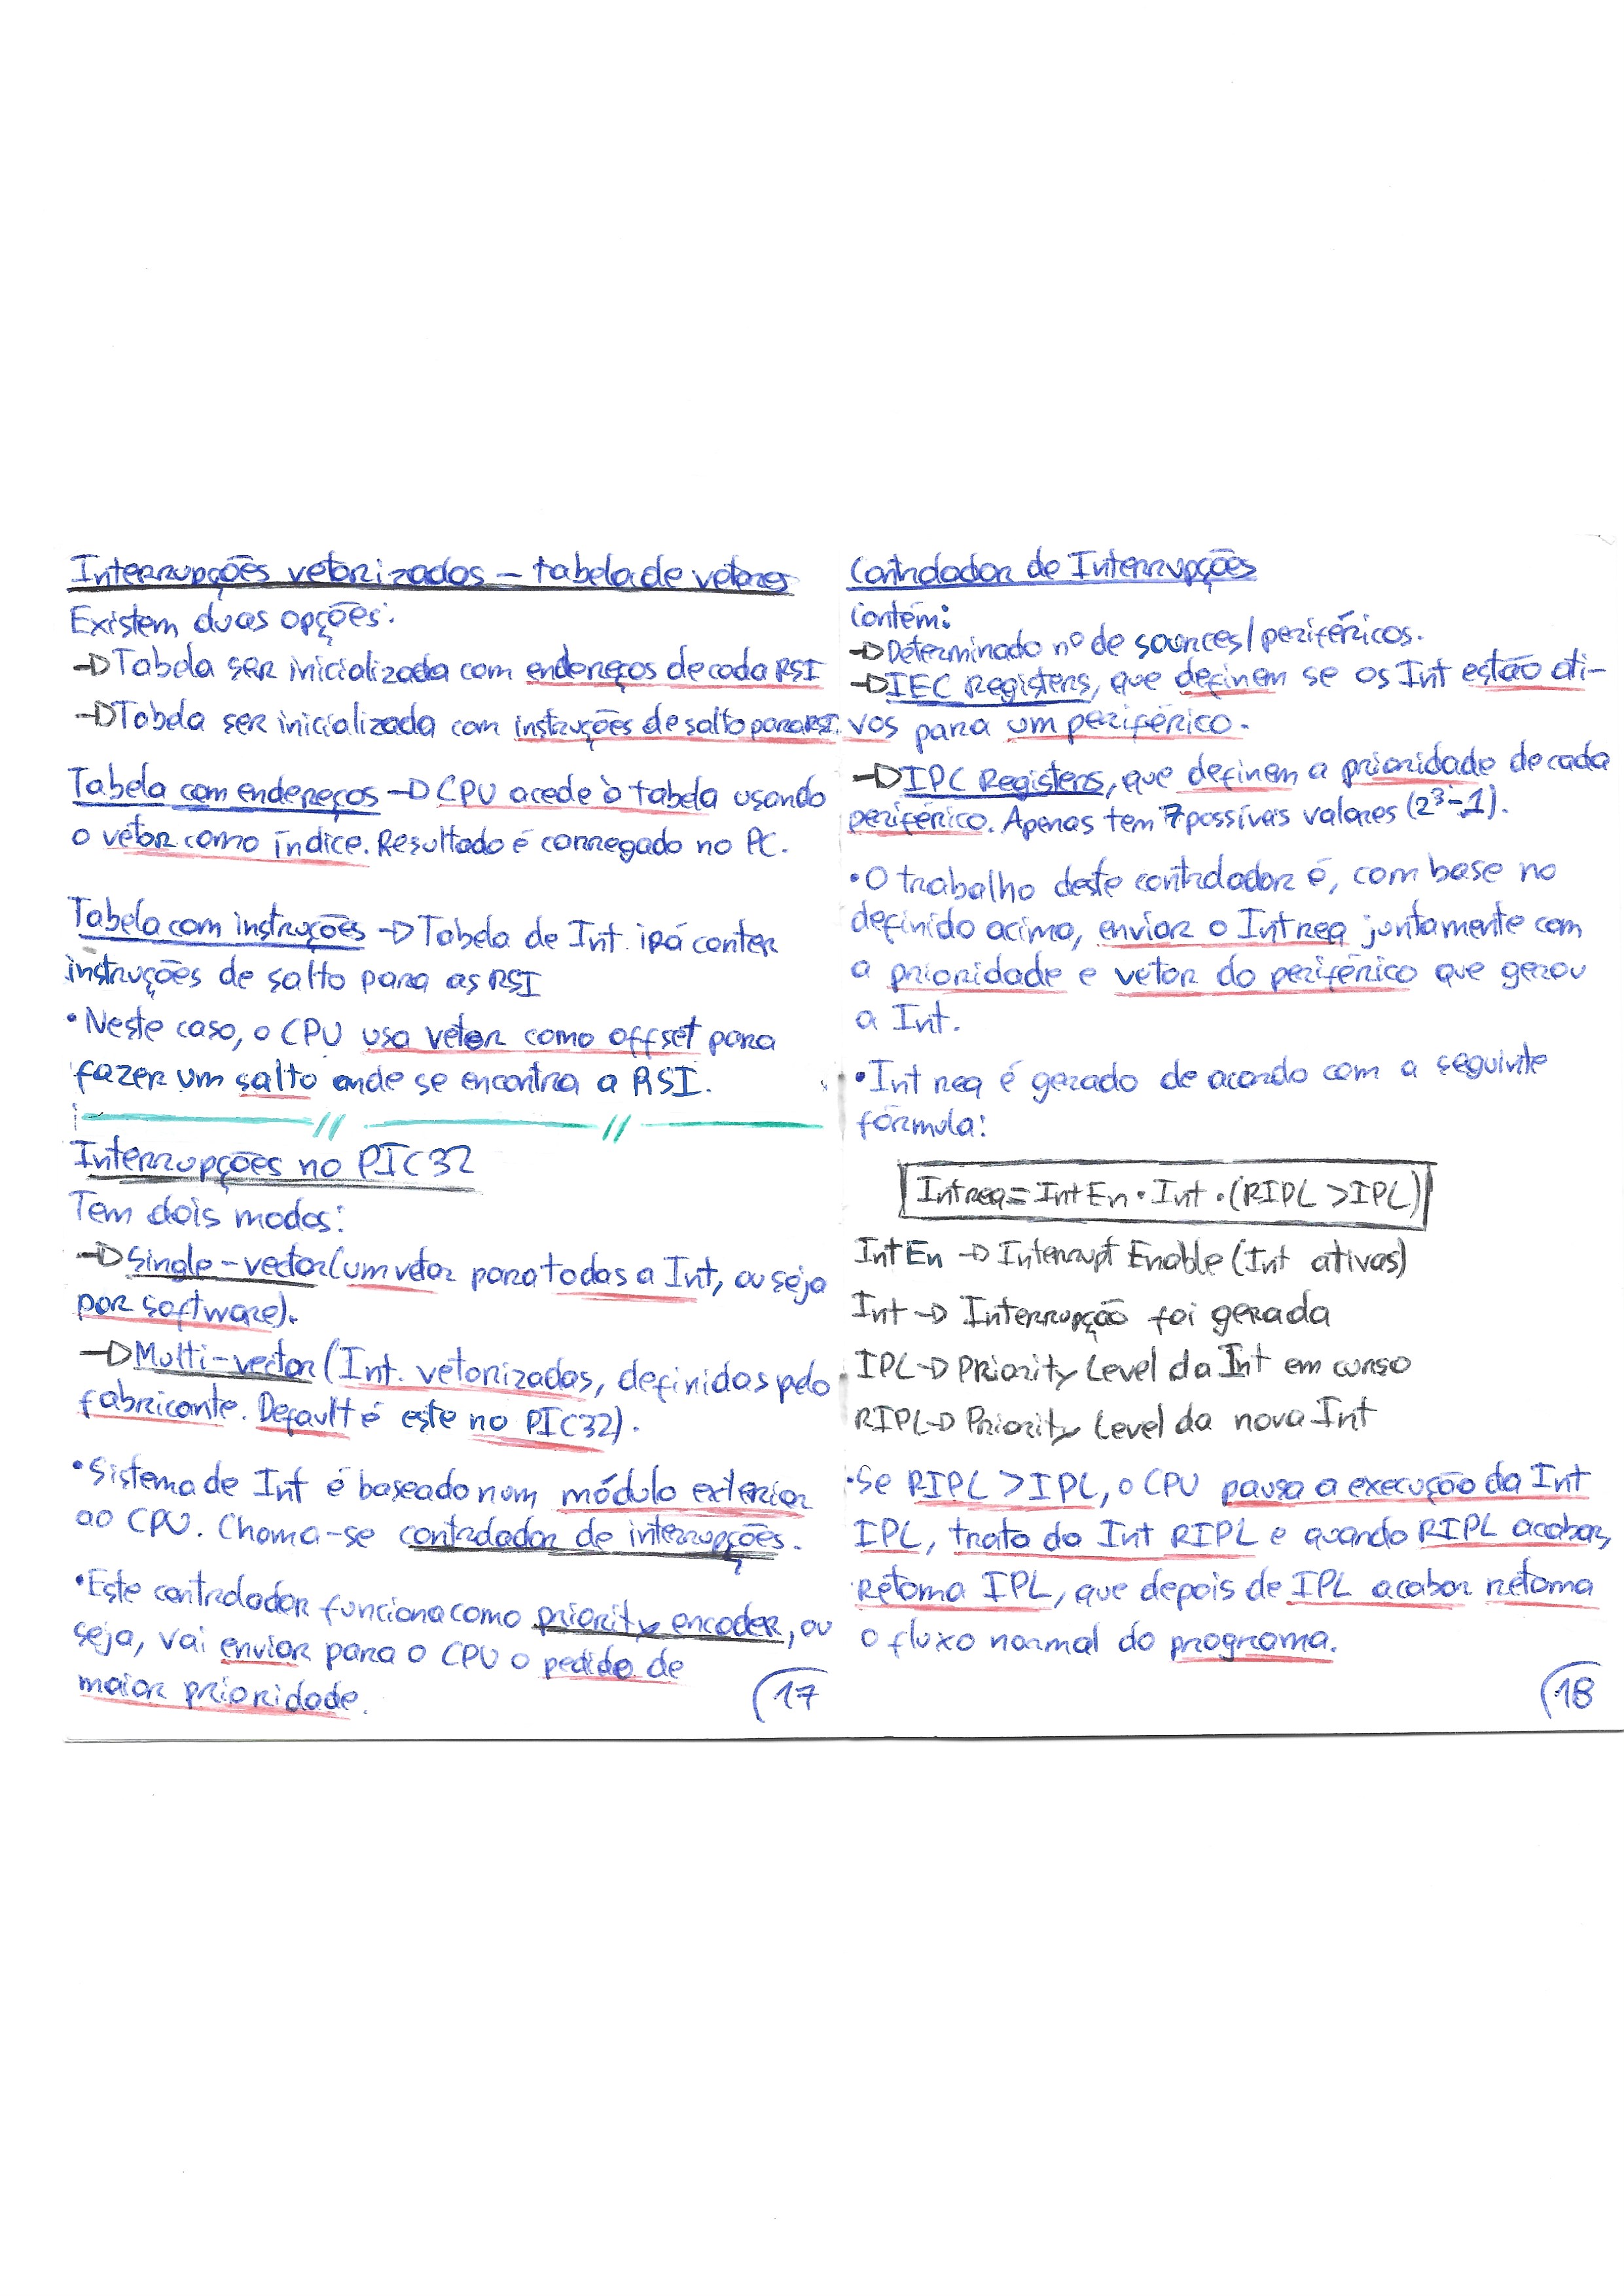 Interrupções vetorizados - tabela de vetores
Existem duas opções:
→ Tabela ser inicializada com endereços de cada RSI
→ Tabela ser inicializada com instruções de salto para RSI.
Tabela com endereços → CPU acede à tabela usando
o vetor como índice. Resultado é carregado no PC.
Tabela com instruções → Tabela de Int. irá conter
instruções de salto para as RSI
• Neste caso, o CPU usa vetor como offset para
fazer um salto onde se encontra a RSI.
Interrupções no PIC32
Tem dois modos:
→ Single-vector (um vetor para todas a Int, ou seja
por software).
→ Multi-vector (Int. vetorizadas, definidas pelo
fabricante. Default é este no PIC32).
• Sistema de Int é baseado num módulo exterior
ao CPU. Chama-se controlador de interrupções.
• Este controlador funciona como priority encoder, ou
seja, vai enviar para o CPU o pedido de
maior prioridade.
17
Controlador de Interrupções
Contém:
→ Determinado nº de sources/periféricos.
→ IEC Registers, que definem se os Int estão ati-
vos para um periférico.
→ IPC Registers, que definem a prioridade de cada
periférico. Apenas tem 7 possíveis valores (2³-1).
• O trabalho deste controlador é, com base no
definido acima, enviar o Int req juntamente com
a prioridade e vetor do periférico que gerou
a Int.
• Int req é gerado de acordo com a seguinte
fórmula:
Int req = Int En • Int • (RIPL > IPL)
Int En → Interrupt Enable (Int ativas)
Int → Interrupção foi gerada
IPL → Priority Level da Int em curso
RIPL → Priority Level da nova Int
• Se RIPL > IPL, o CPU pausa a execução da Int
IPL, trata do Int RIPL e quando RIPL acabar,
retoma IPL, que depois de IPL acabar retoma
o fluxo normal do programa.
18